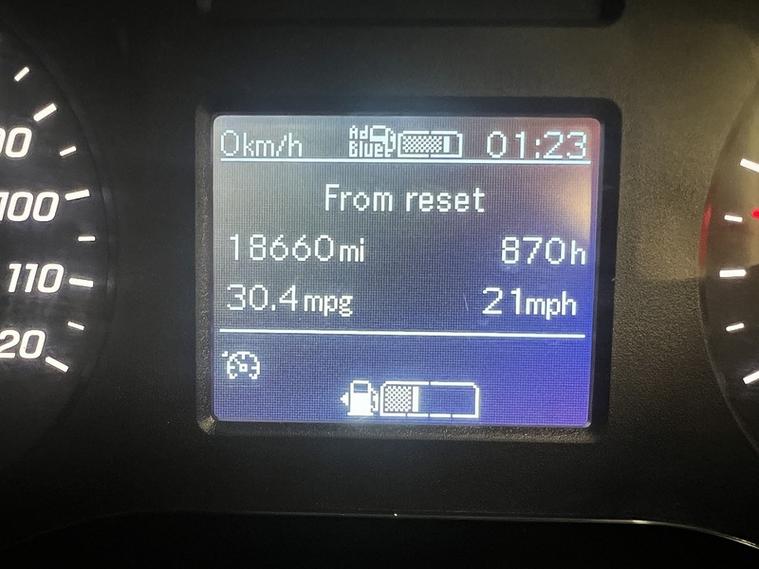 0km/h Ad Blue 01:23
From reset
18660mi 870h
30.4mpg 21mph
100
110